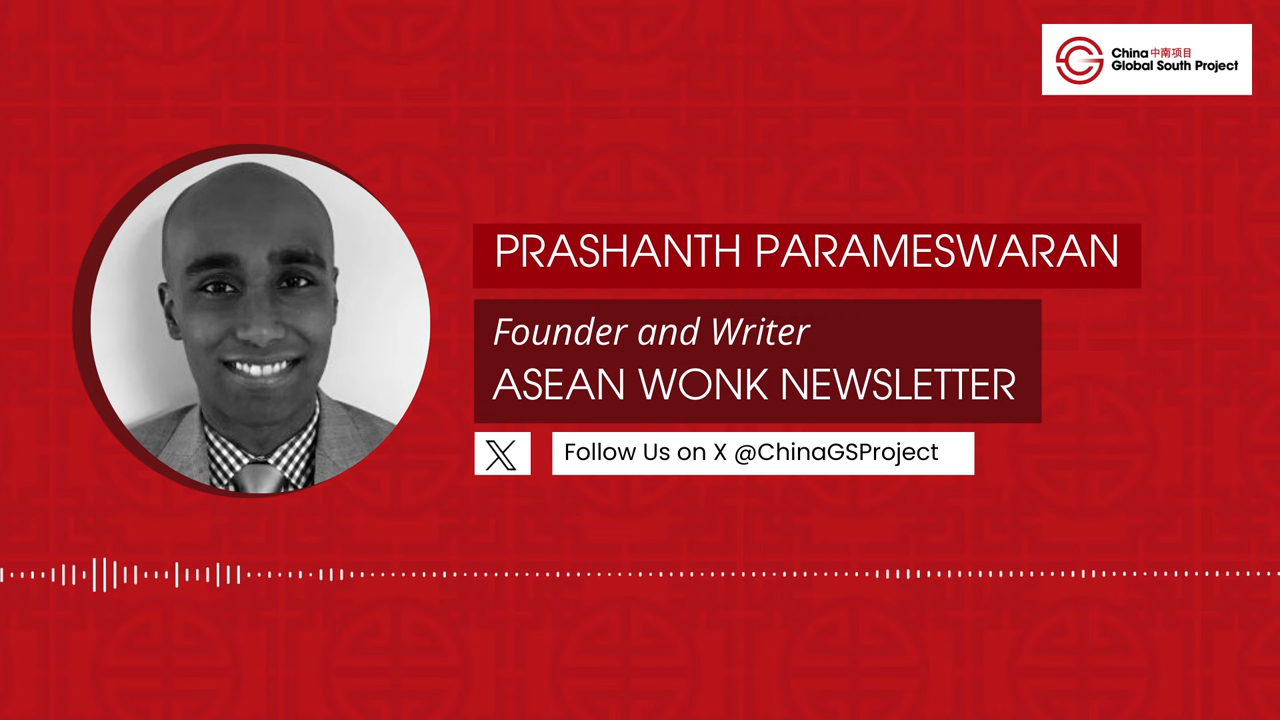 China 中南项目
Global South Project
PRASHANTH PARAMESWARAN
Founder and Writer
ASEAN WONK NEWSLETTER
X Follow Us on X @ChinaGSProject